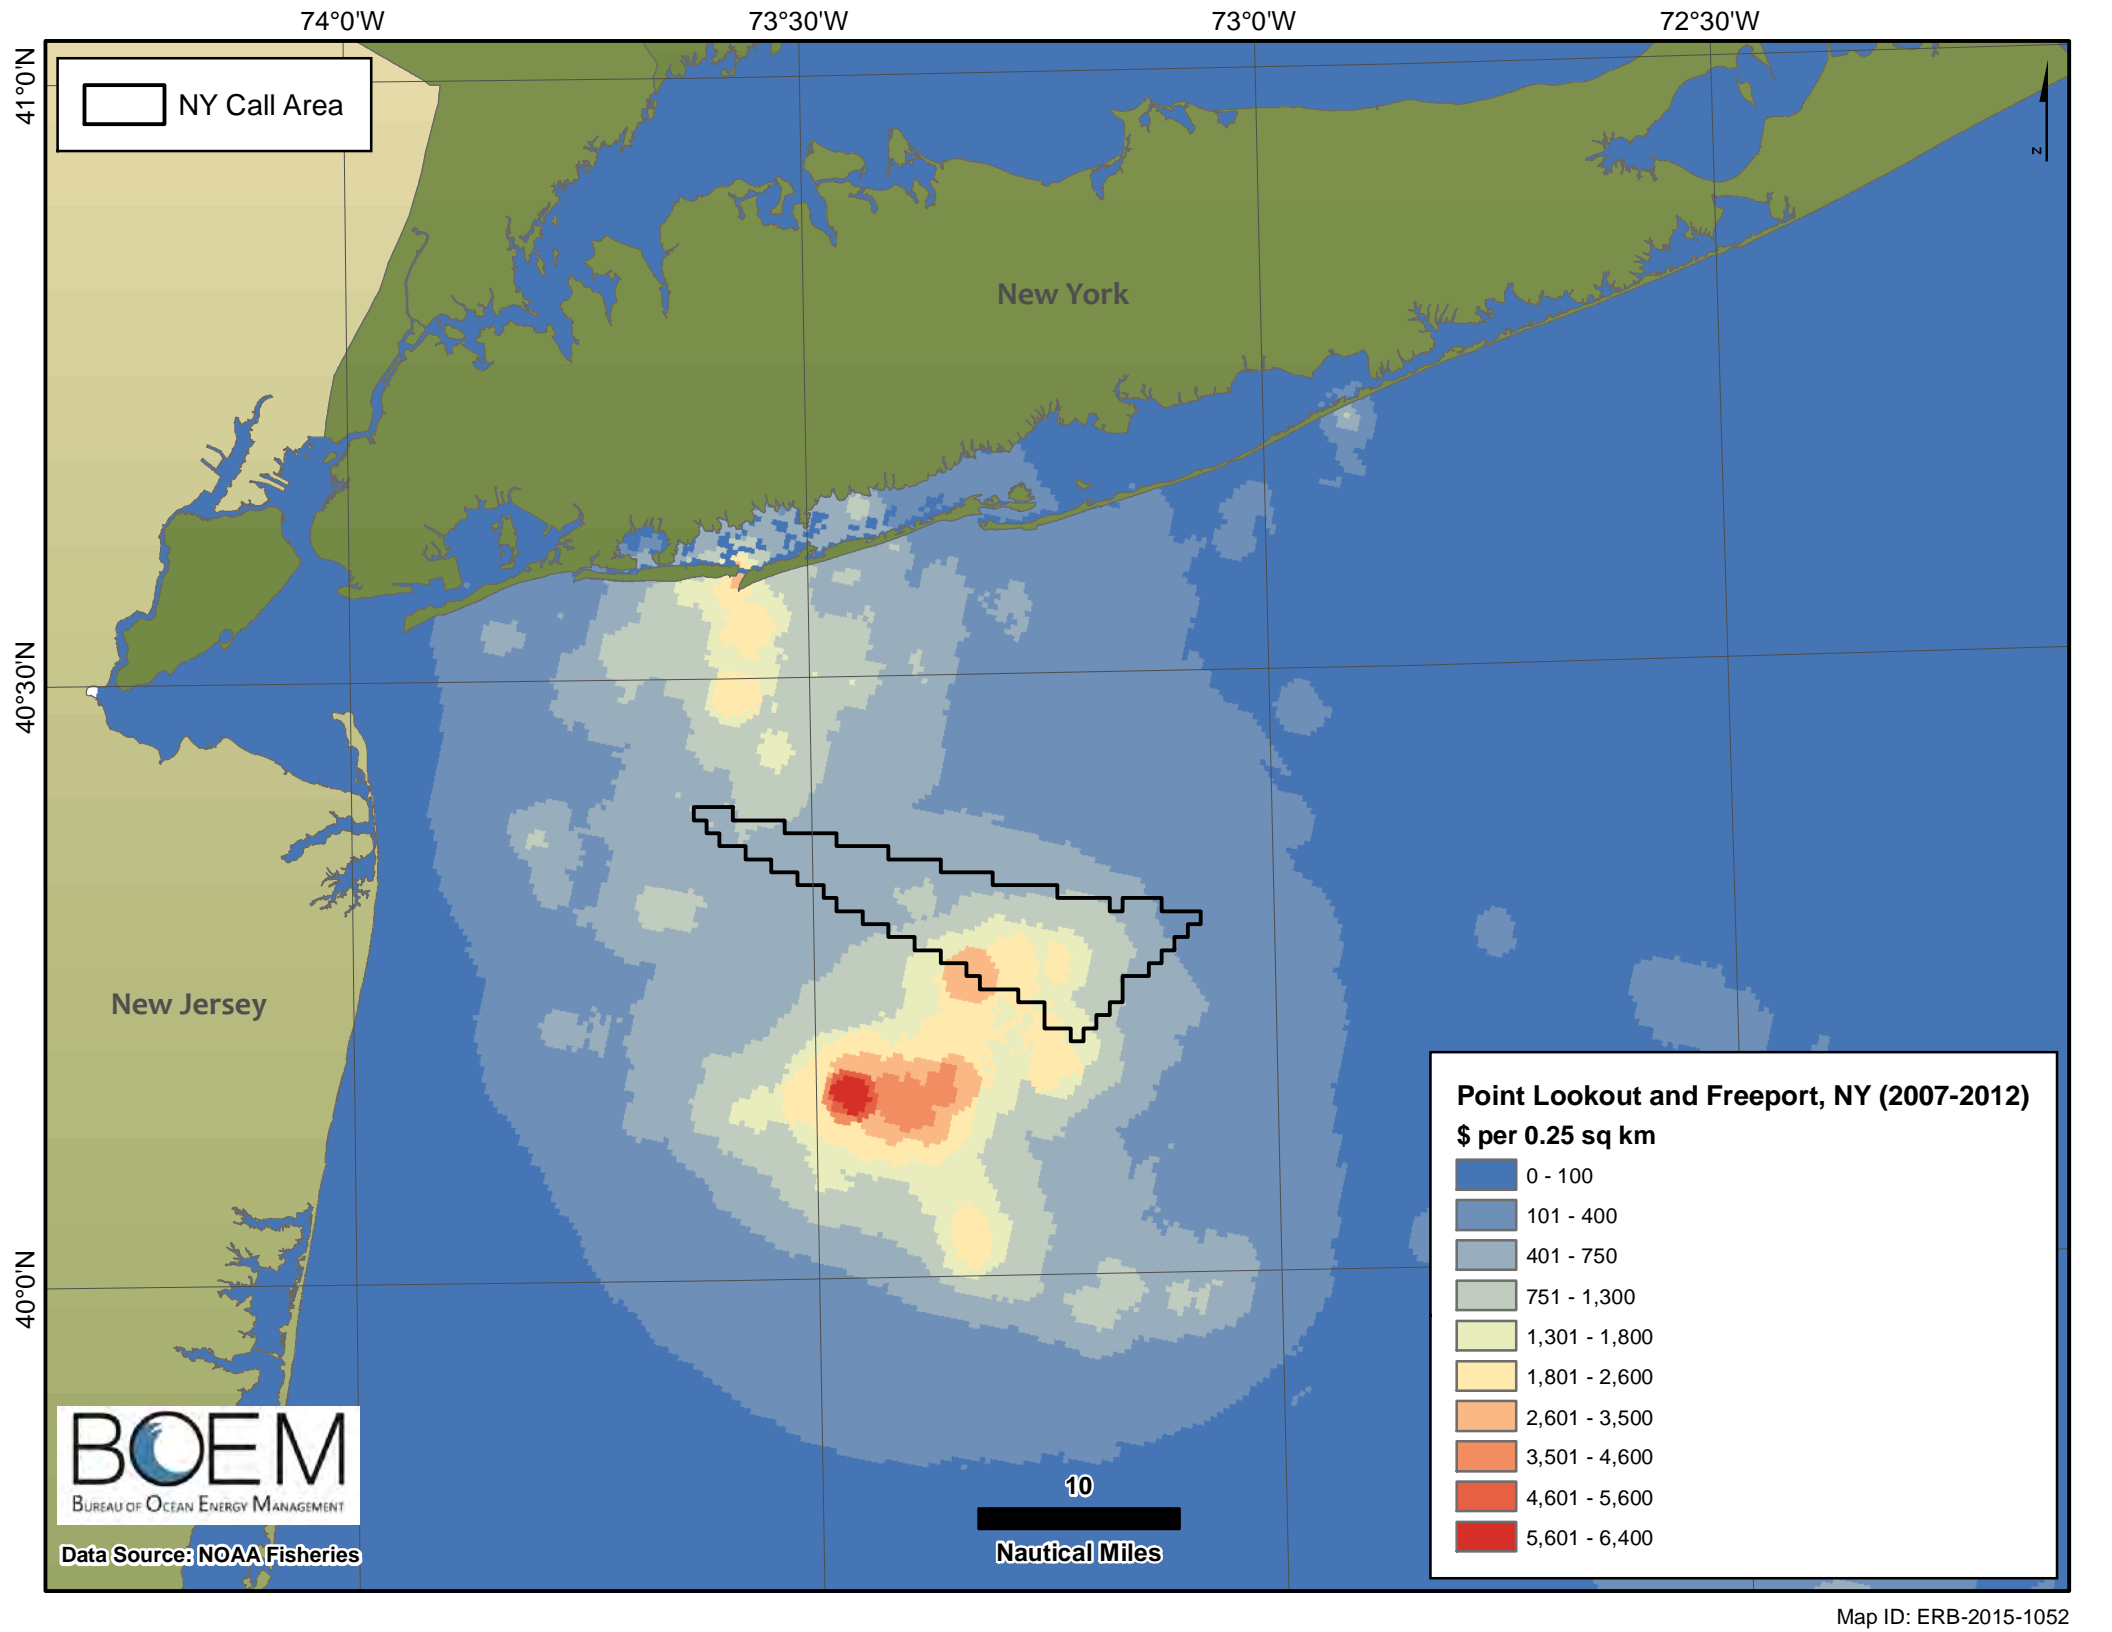 74°0'W
73°30'W
73°0'W
72°30'W
41°0'N
40°30'N
40°0'N
NY Call Area
z
New York
New Jersey
Point Lookout and Freeport, NY (2007-2012)
$ per 0.25 sq km
0 - 100
101 - 400
401 - 750
751 - 1,300
1,301 - 1,800
1,801 - 2,600
2,601 - 3,500
3,501 - 4,600
4,601 - 5,600
5,601 - 6,400
BOEM
BUREAU OF OCEAN ENERGY MANAGEMENT
Data Source: NOAA Fisheries
10
Nautical Miles
Map ID: ERB-2015-1052